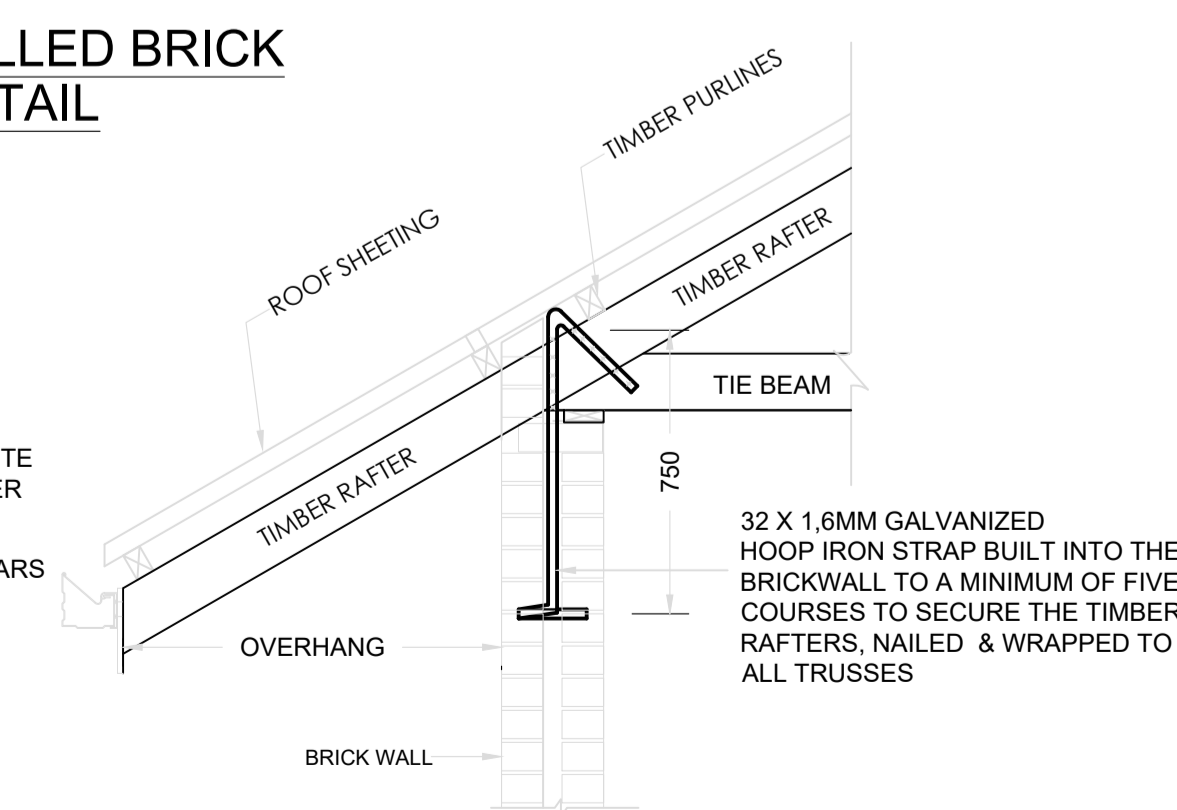 LLED BRICK
TAIL
TIMBER PURLINES
ROOF SHEETING
TIMBER RAFTER
TIE BEAM
TE
ER
TIMBER RAFTER
750
ARS
32 X 1,6MM GALVANIZED
HOOP IRON STRAP BUILT INTO THE
BRICKWALL TO A MINIMUM OF FIVE
COURSES TO SECURE THE TIMBER
RAFTERS, NAILED & WRAPPED TO
ALL TRUSSES
OVERHANG
BRICK WALL